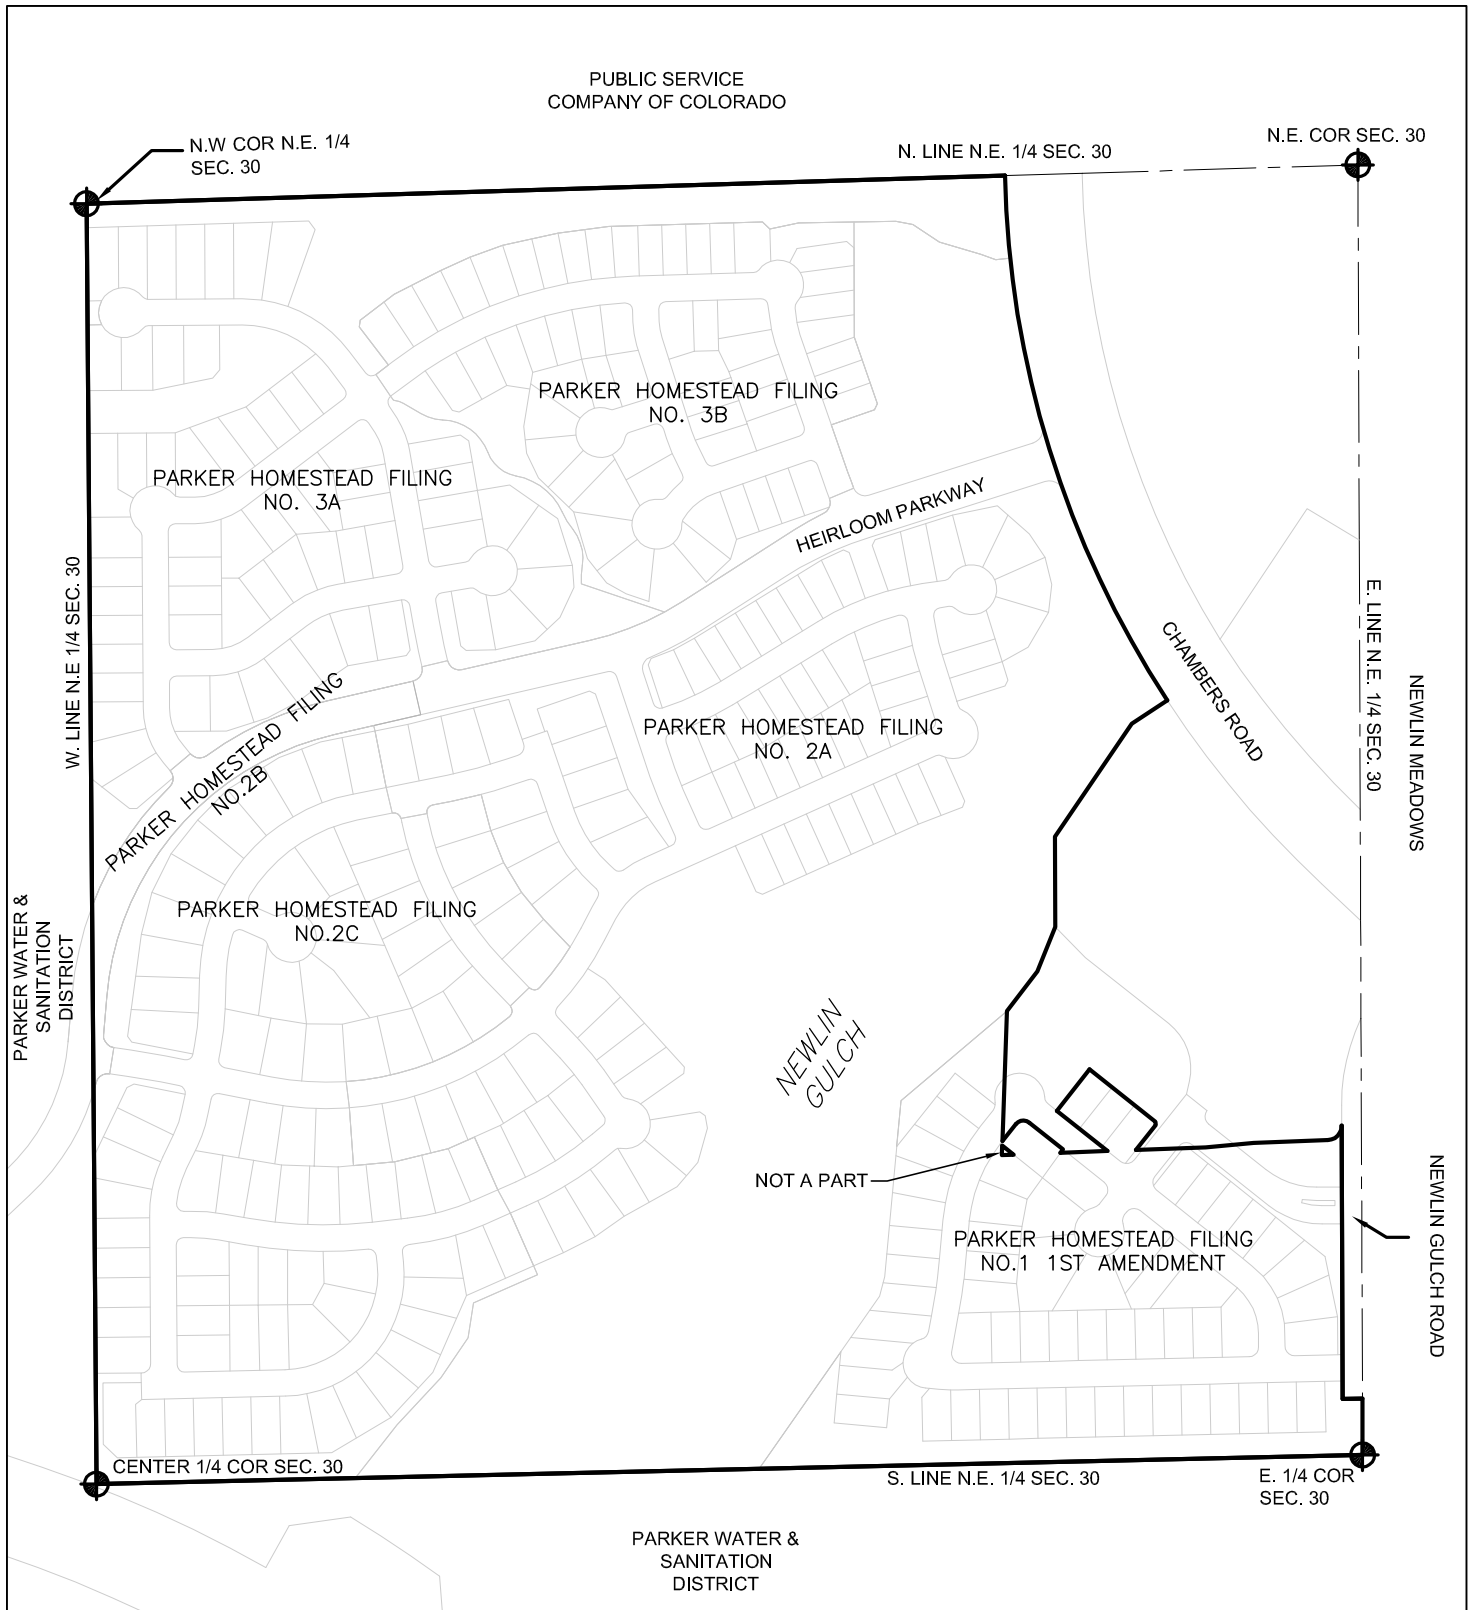 PUBLIC SERVICE
COMPANY OF COLORADO
N.W COR N.E. 1/4
SEC. 30
N. LINE N.E. 1/4 SEC. 30
N.E. COR SEC. 30
PARKER HOMESTEAD FILING
NO. 3B
PARKER HOMESTEAD FILING
NO. 3A
HEIRLOOM PARKWAY
W. LINE N.E 1/4 SEC. 30
E. LINE N.E. 1/4 SEC. 30
CHAMBERS ROAD
NEWLIN MEADOWS
PARKER HOMESTEAD FILING
NO.2B
PARKER HOMESTEAD FILING
NO. 2A
PARKER HOMESTEAD FILING
NO.2C
PARKER WATER &
SANITATION
DISTRICT
NEWLIN
GULCH
NOT A PART
PARKER HOMESTEAD FILING
NO.1 1ST AMENDMENT
NEWLIN GULCH ROAD
CENTER 1/4 COR SEC. 30
S. LINE N.E. 1/4 SEC. 30
E. 1/4 COR
SEC. 30
PARKER WATER &
SANITATION
DISTRICT